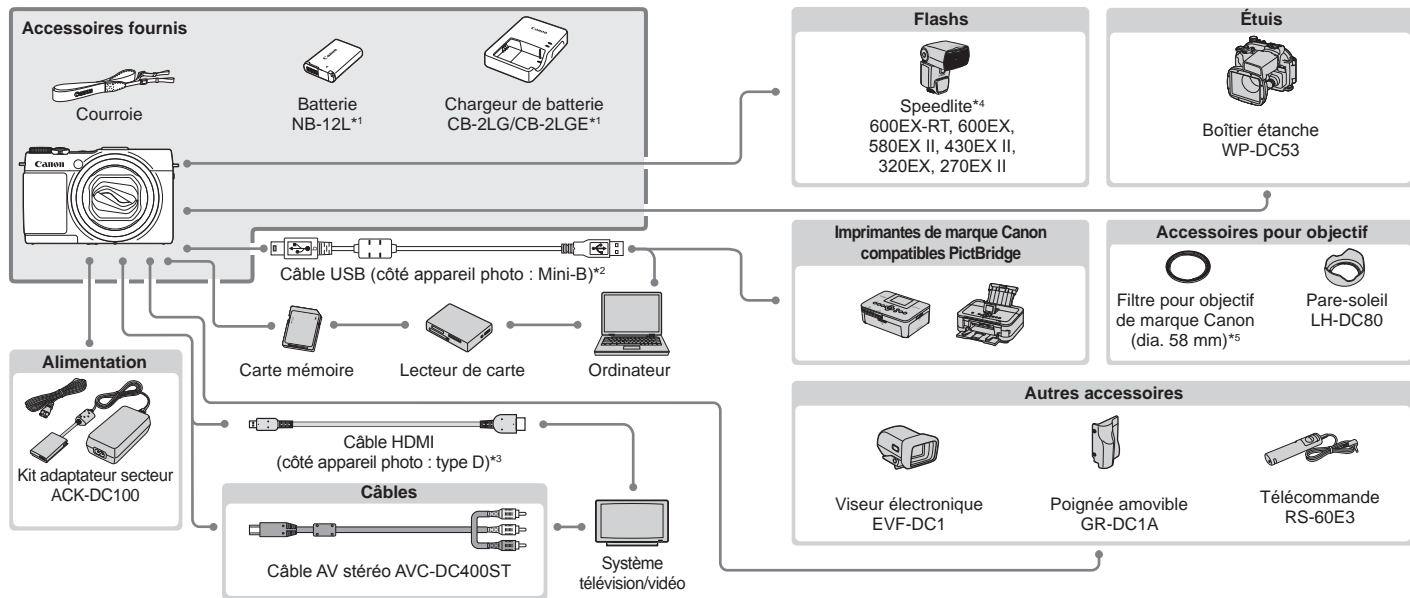 Accessoires fournis
Courroie
Batterie
NB-12L*1
Chargeur de batterie
CB-2LG/CB-2LGE*1
Canon
Flashs
Speedlite*4
600EX-RT, 600EX,
580EX II, 430EX II,
320EX, 270EX II
Étuis
Boîtier étanche
WP-DC53
Câble USB (côté appareil photo : Mini-B)*2
Imprimantes de marque Canon
compatibles PictBridge
Accessoires pour objectif
Filtre pour objectif
de marque Canon
(dia. 58 mm)*5
Pare-soleil
LH-DC80
Carte mémoire
Lecteur de carte
Ordinateur
Alimentation
Kit adaptateur secteur
ACK-DC100
Câble HDMI
(côté appareil photo : type D)*3
Câbles
Câble AV stéréo AVC-DC400ST
Système
télévision/vidéo
Autres accessoires
Viseur électronique
EVF-DC1
Poignée amovible
GR-DC1A
Télécommande
RS-60E3